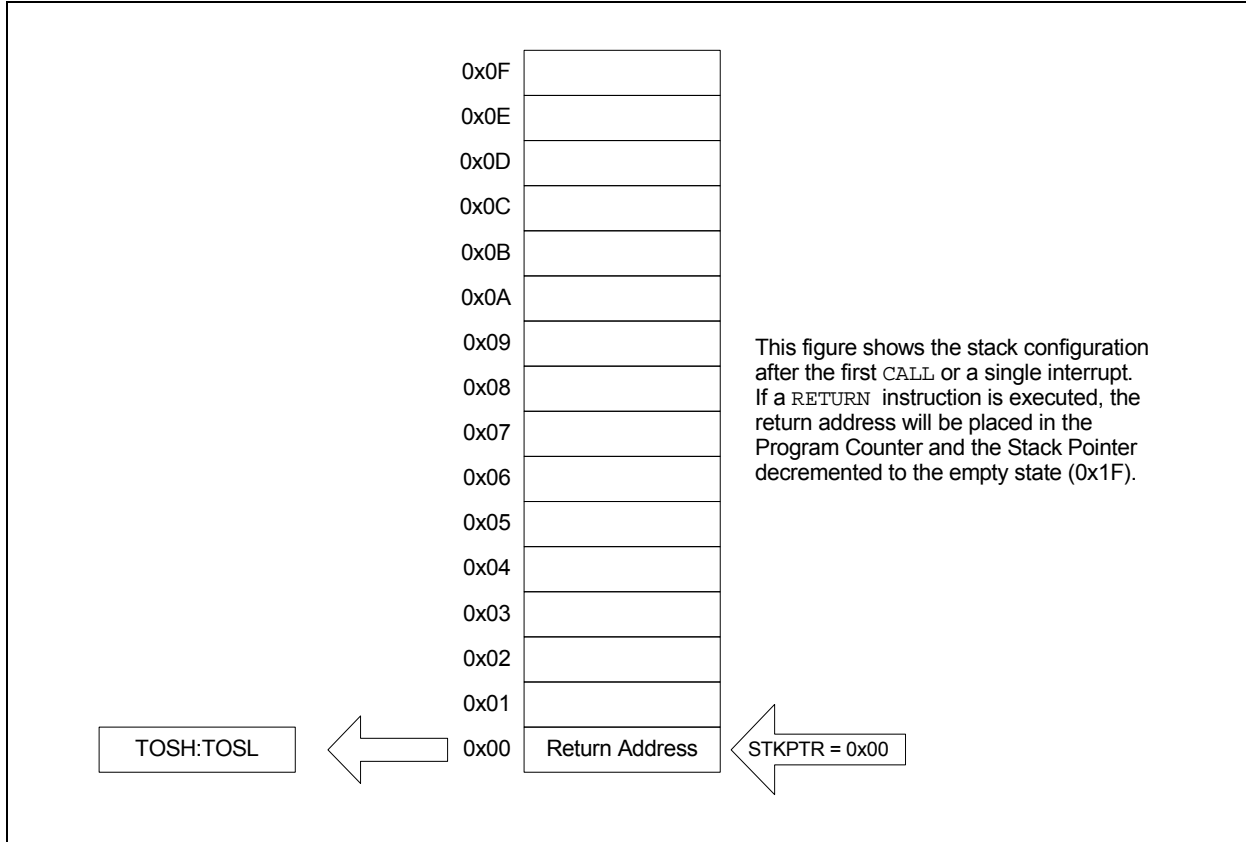 0x0F
0x0E
0x0D
0x0C
0x0B
0x0A
0x09
0x08
0x07
0x06
0x05
0x04
0x03
0x02
0x01
This figure shows the stack configuration
after the first CALL or a single interrupt.
If a RETURN instruction is executed, the
return address will be placed in the
Program Counter and the Stack Pointer
decremented to the empty state (0x1F).
TOSH:TOSL 0x00 Return Address STKPTR = 0x00